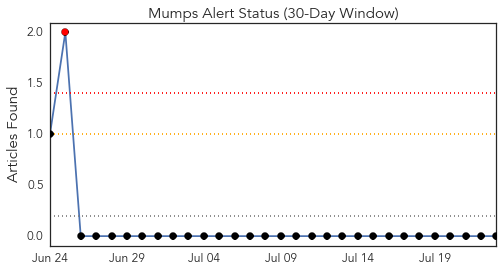 Mumps Alert Status (30-Day Window)
Articles Found
2.0
1.5
1.0
0.5
0.0
Jun 24 Jun 29 Jul 04 Jul 09 Jul 14 Jul 19